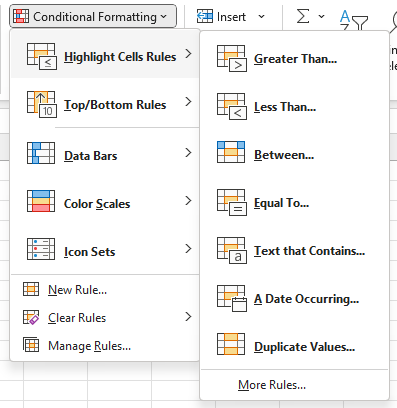 Conditional Formatting
Insert
Highlight Cells Rules
Top/Bottom Rules
10
Data Bars
Color Scales
Icon Sets
New Rule...
Clear Rules
Manage Rules...
Greater Than...
Less Than...
Between...
Equal To...
Text that Contains...
a
A Date Occurring...
Duplicate Values...
More Rules...